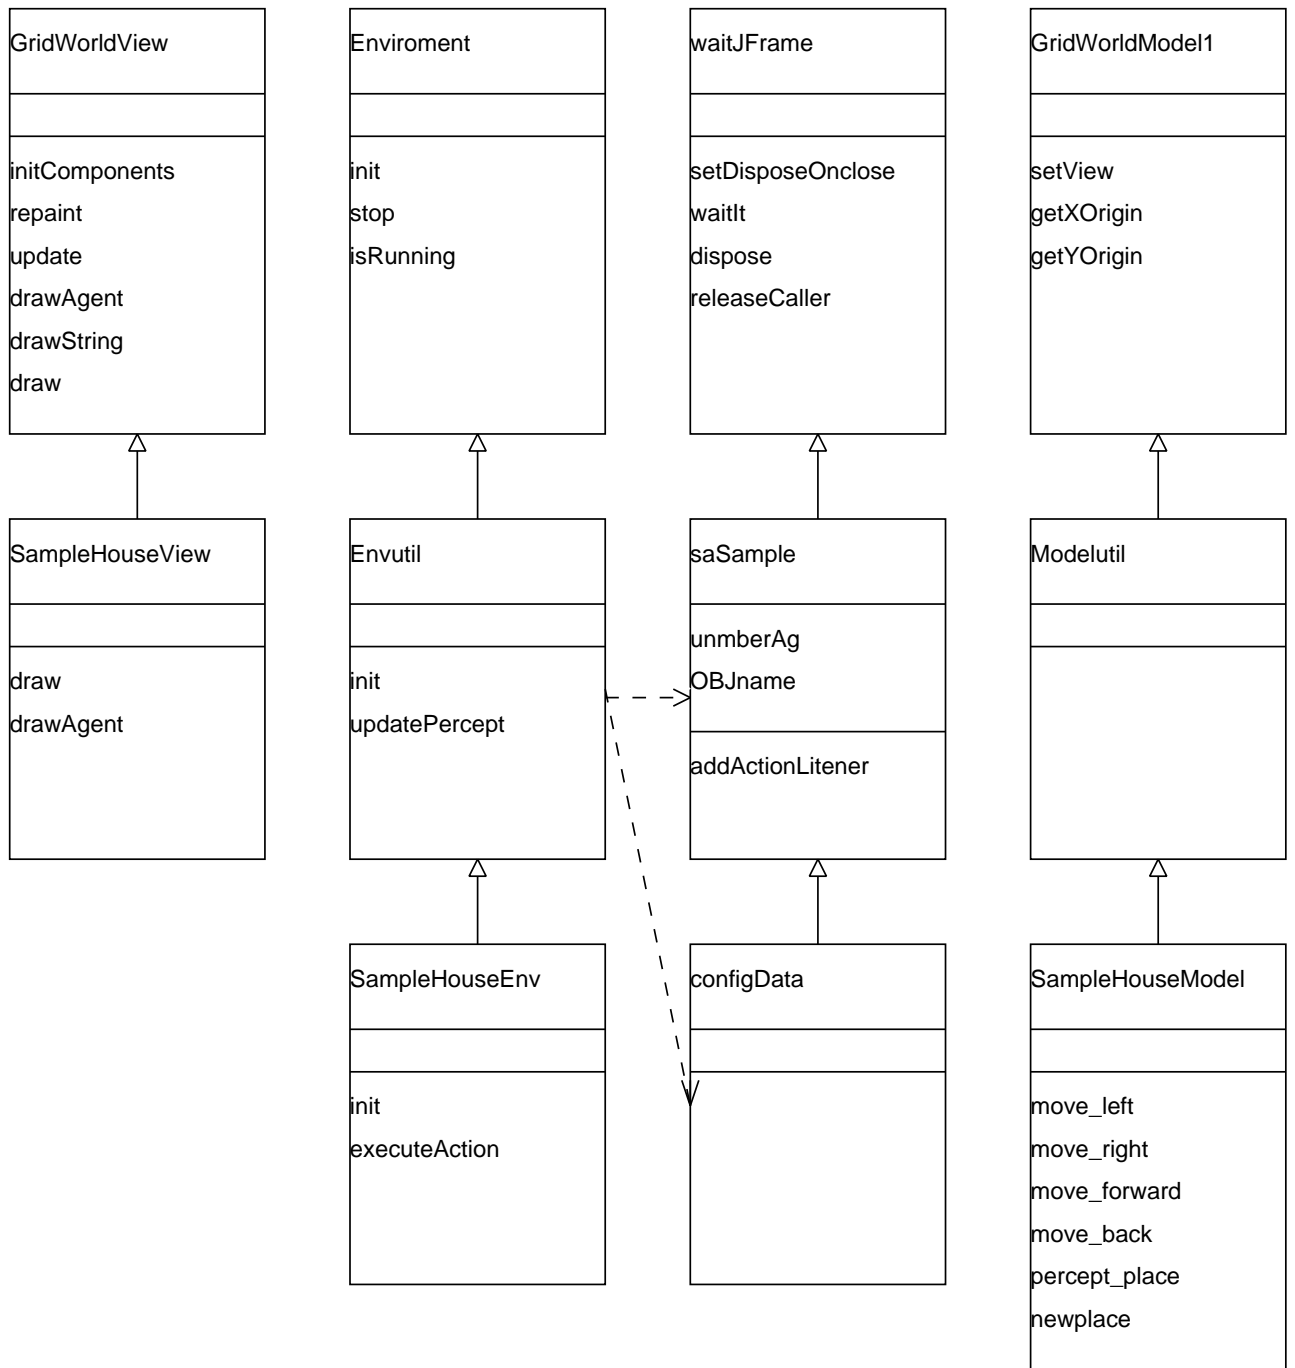 GridWorldView
initComponents
repaint
update
drawAgent
drawString
draw
Enviroment
init
stop
isRunning
waitJFrame
setDisposeOnclose
waitIt
dispose
releaseCaller
GridWorldModel1
setView
getXOrigin
getYOrigin
SampleHouseView
draw
drawAgent
Envutil
init
updatePercept
saSample
unmberAg
OBJname
addActionLitener
Modelutil
SampleHouseEnv
init
executeAction
configData
SampleHouseModel
move_left
move_right
move_forward
move_back
percept_place
newplace